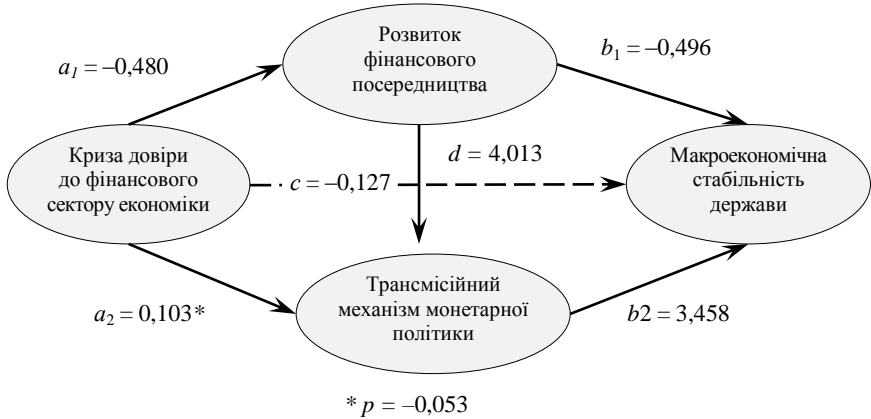 Розвиток
фінансового
посередництва
a₁ = –0,480
b₁ = –0,496
Криза довіри
до фінансового
сектору економіки
c = –0,127
d = 4,013
Макроекономічна
стабільність
держави
Трансмісійний
механізм монетарної
політики
a₂ = 0,103*
b2 = 3,458
* p = –0,053